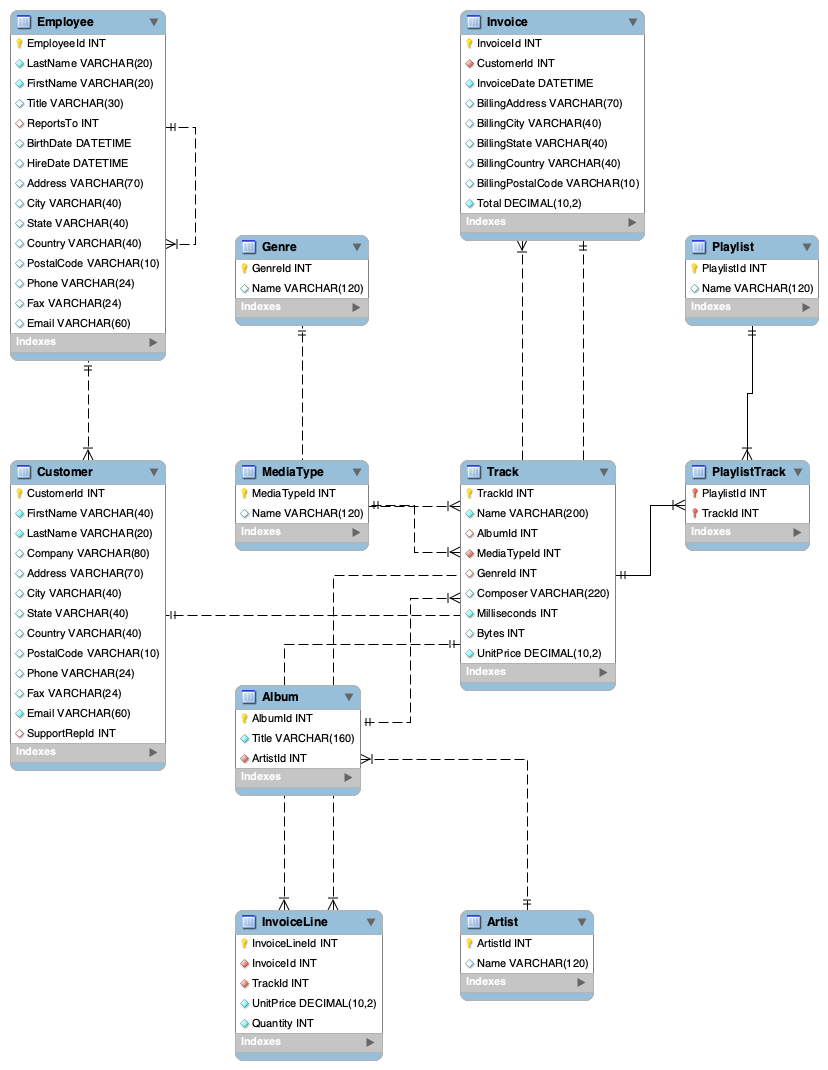 Employee
EmployeeId INT
LastName VARCHAR(20)
FirstName VARCHAR(20)
Title VARCHAR(30)
ReportsTo INT
BirthDate DATETIME
HireDate DATETIME
Address VARCHAR(70)
City VARCHAR(40)
State VARCHAR(40)
Country VARCHAR(40)
PostalCode VARCHAR(10)
Phone VARCHAR(24)
Fax VARCHAR(24)
Email VARCHAR(60)
Indexes
Invoice
InvoiceId INT
CustomerId INT
InvoiceDate DATETIME
BillingAddress VARCHAR(70)
BillingCity VARCHAR(40)
BillingState VARCHAR(40)
BillingCountry VARCHAR(40)
BillingPostalCode VARCHAR(10)
Total DECIMAL(10,2)
Indexes
Genre
GenreId INT
Name VARCHAR(120)
Indexes
Playlist
PlaylistId INT
Name VARCHAR(120)
Indexes
Customer
CustomerId INT
FirstName VARCHAR(40)
LastName VARCHAR(20)
Company VARCHAR(80)
Address VARCHAR(70)
City VARCHAR(40)
State VARCHAR(40)
Country VARCHAR(40)
PostalCode VARCHAR(10)
Phone VARCHAR(24)
Fax VARCHAR(24)
Email VARCHAR(60)
SupportRepId INT
Indexes
MediaType
MediaTypeId INT
Name VARCHAR(120)
Indexes
Track
TrackId INT
Name VARCHAR(200)
AlbumId INT
MediaTypeId INT
GenreId INT
Composer VARCHAR(220)
Milliseconds INT
Bytes INT
UnitPrice DECIMAL(10,2)
Indexes
PlaylistTrack
PlaylistId INT
TrackId INT
Indexes
Album
AlbumId INT
Title VARCHAR(160)
ArtistId INT
Indexes
InvoiceLine
InvoiceLineId INT
InvoiceId INT
TrackId INT
UnitPrice DECIMAL(10,2)
Quantity INT
Indexes
Artist
ArtistId INT
Name VARCHAR(120)
Indexes